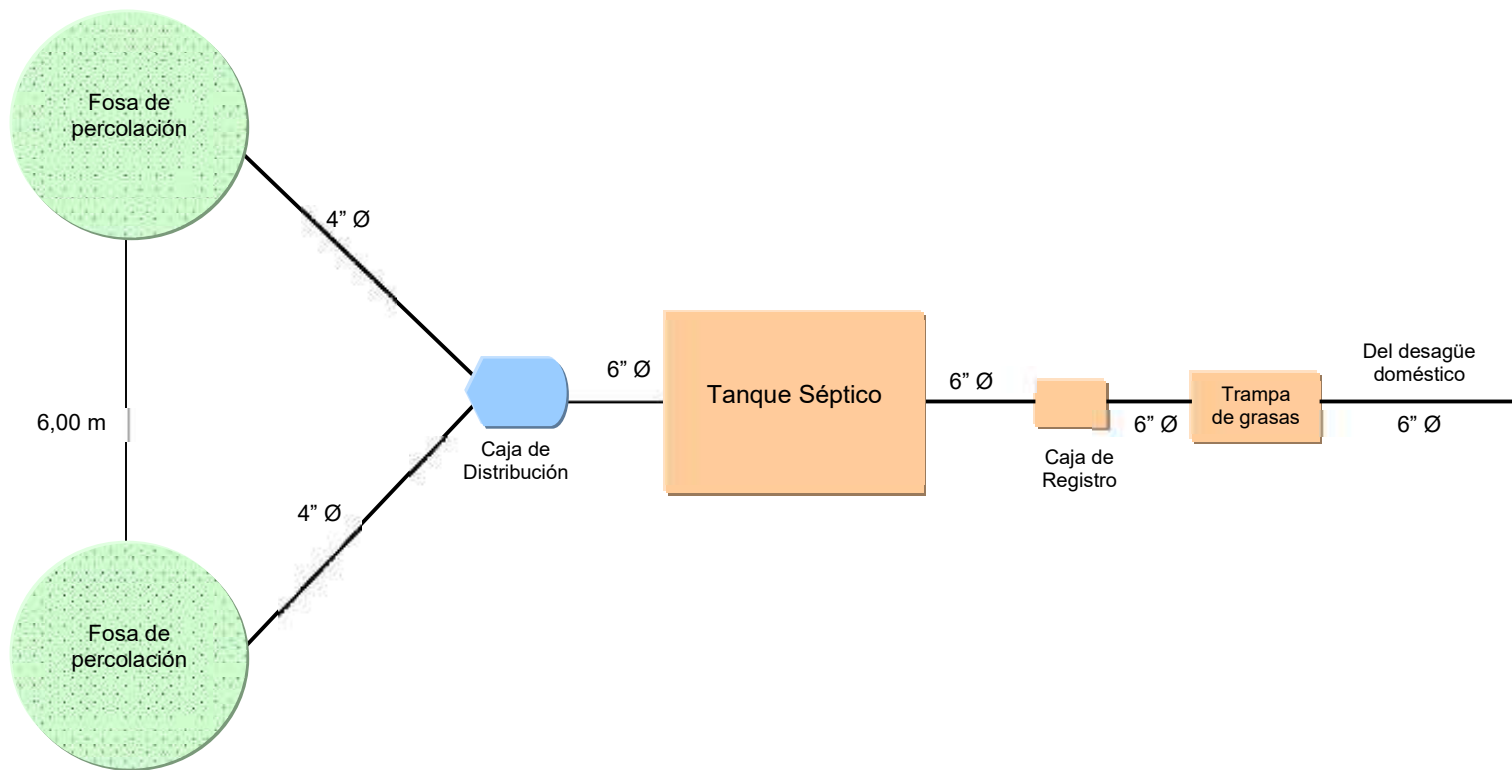 Fosa de
percolación
4” Ø
6,00 m
6” Ø
Caja de
Distribución
Tanque Séptico
6” Ø
Caja de
Registro
6” Ø
Trampa
de grasas
Del desagüe
doméstico
6” Ø
4” Ø
Fosa de
percolación